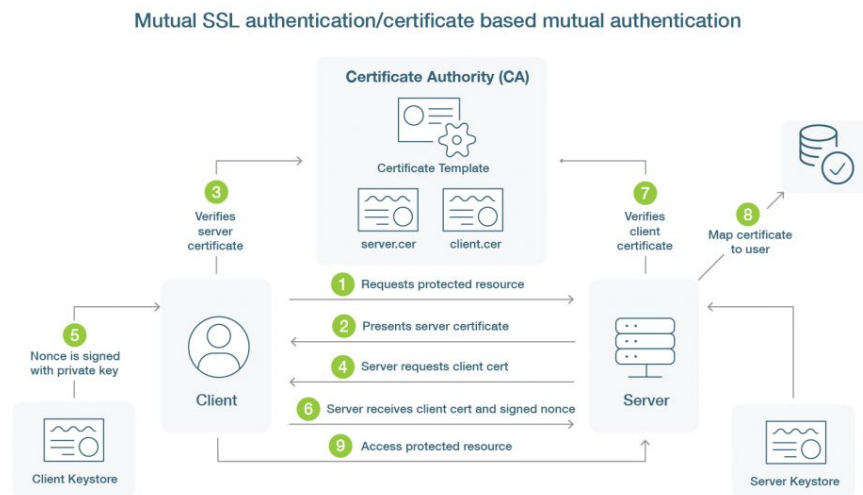 Mutual SSL authentication/certificate based mutual authentication
Certificate Authority (CA)
Certificate Template
server.cer
client.cer
3
Verifies
server
certificate
7
Verifies
client
certificate
8
Map certificate
to user
1 Requests protected resource
2 Presents server certificate
4 Server requests client cert
6 Server receives client cert and signed nonce
9 Access protected resource
5
Nonce is signed
with private key
Client
Server
Client Keystore
Server Keystore